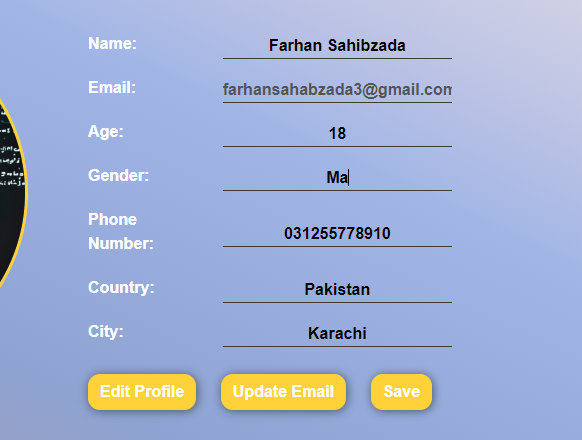 Name: Farhan Sahibzada
Email: farhansahabzada3@gmail.com
Age: 18
Gender: Ma
Phone
Number: 031255778910
Country: Pakistan
City: Karachi
Edit Profile Update Email Save